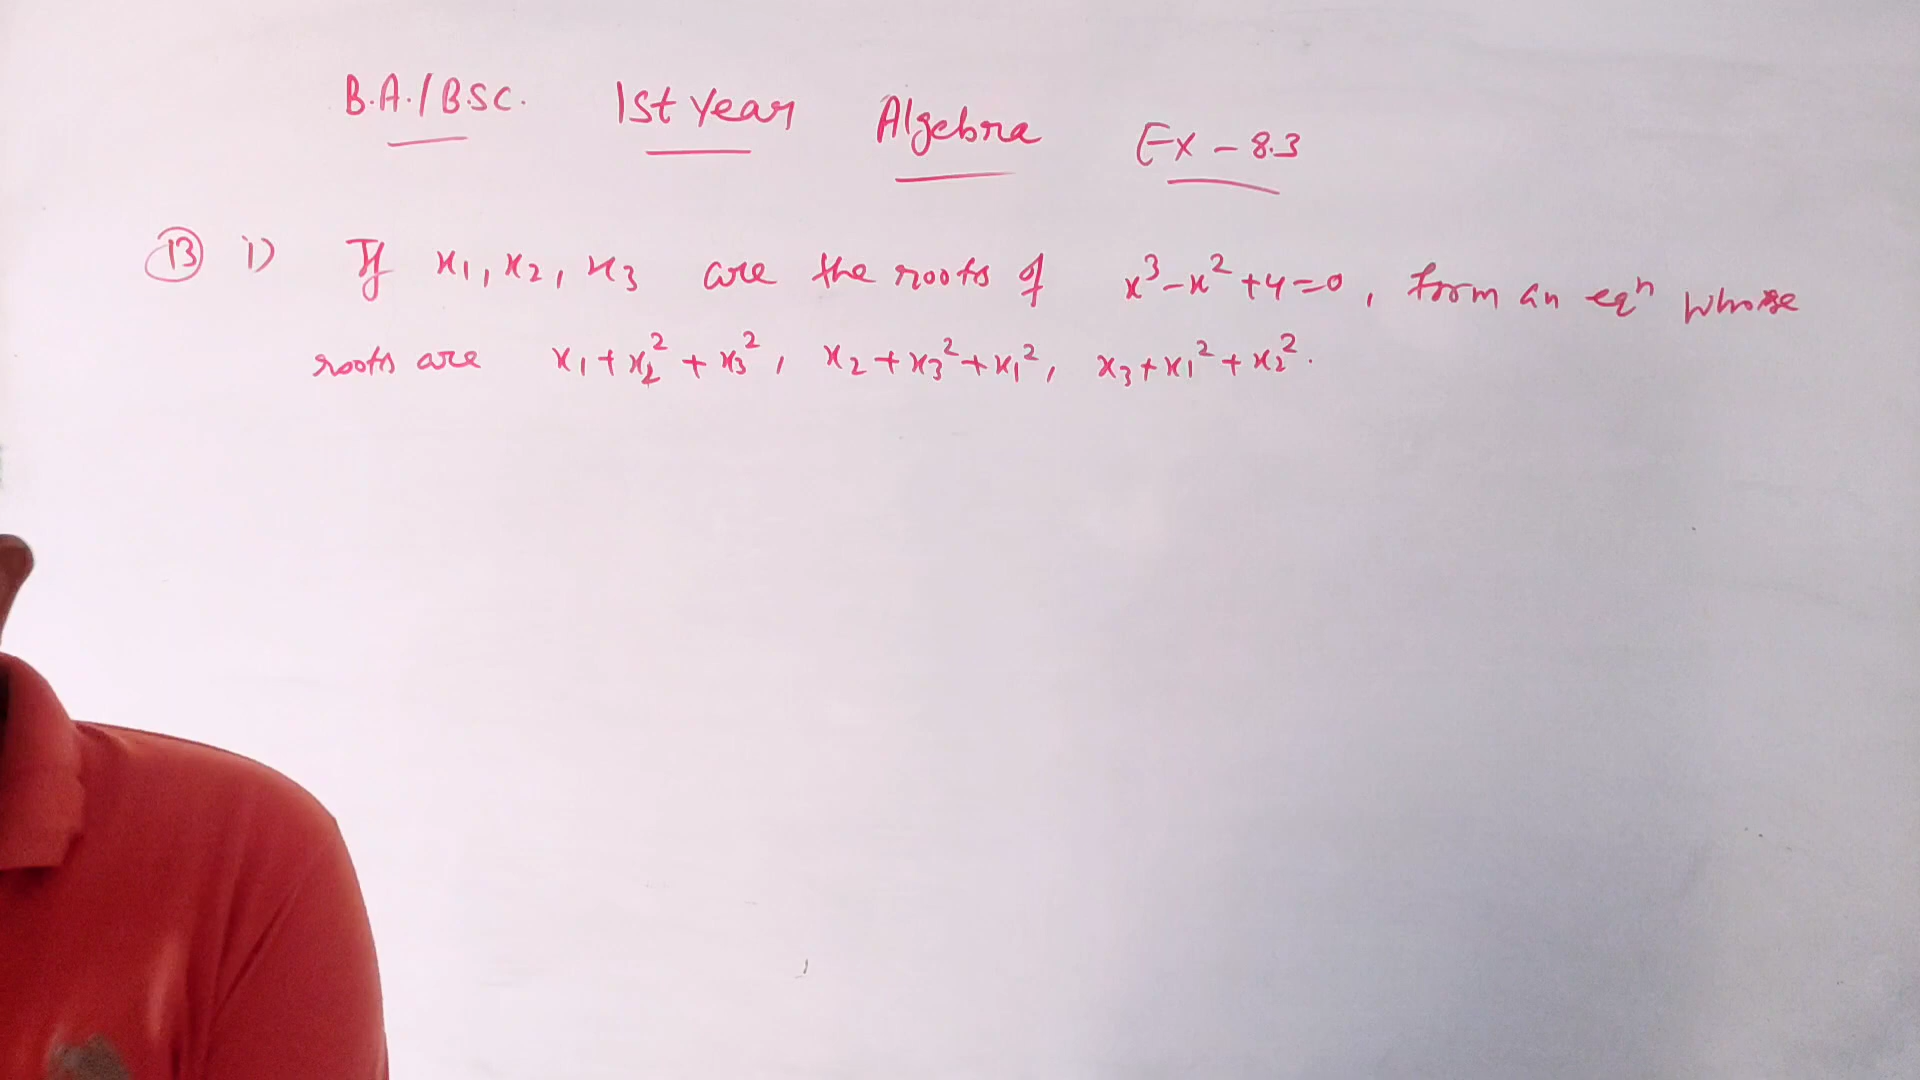 B.A./B.SC. 1st Year Algebra Ex - 8.3
13 i) If x₁, x₂, x₃ are the roots of x³-x²+4=0, form an eqⁿ whose
roots are x₁+x₂²+x₃², x₂+x₃²+x₁², x₃+x₁²+x₂².